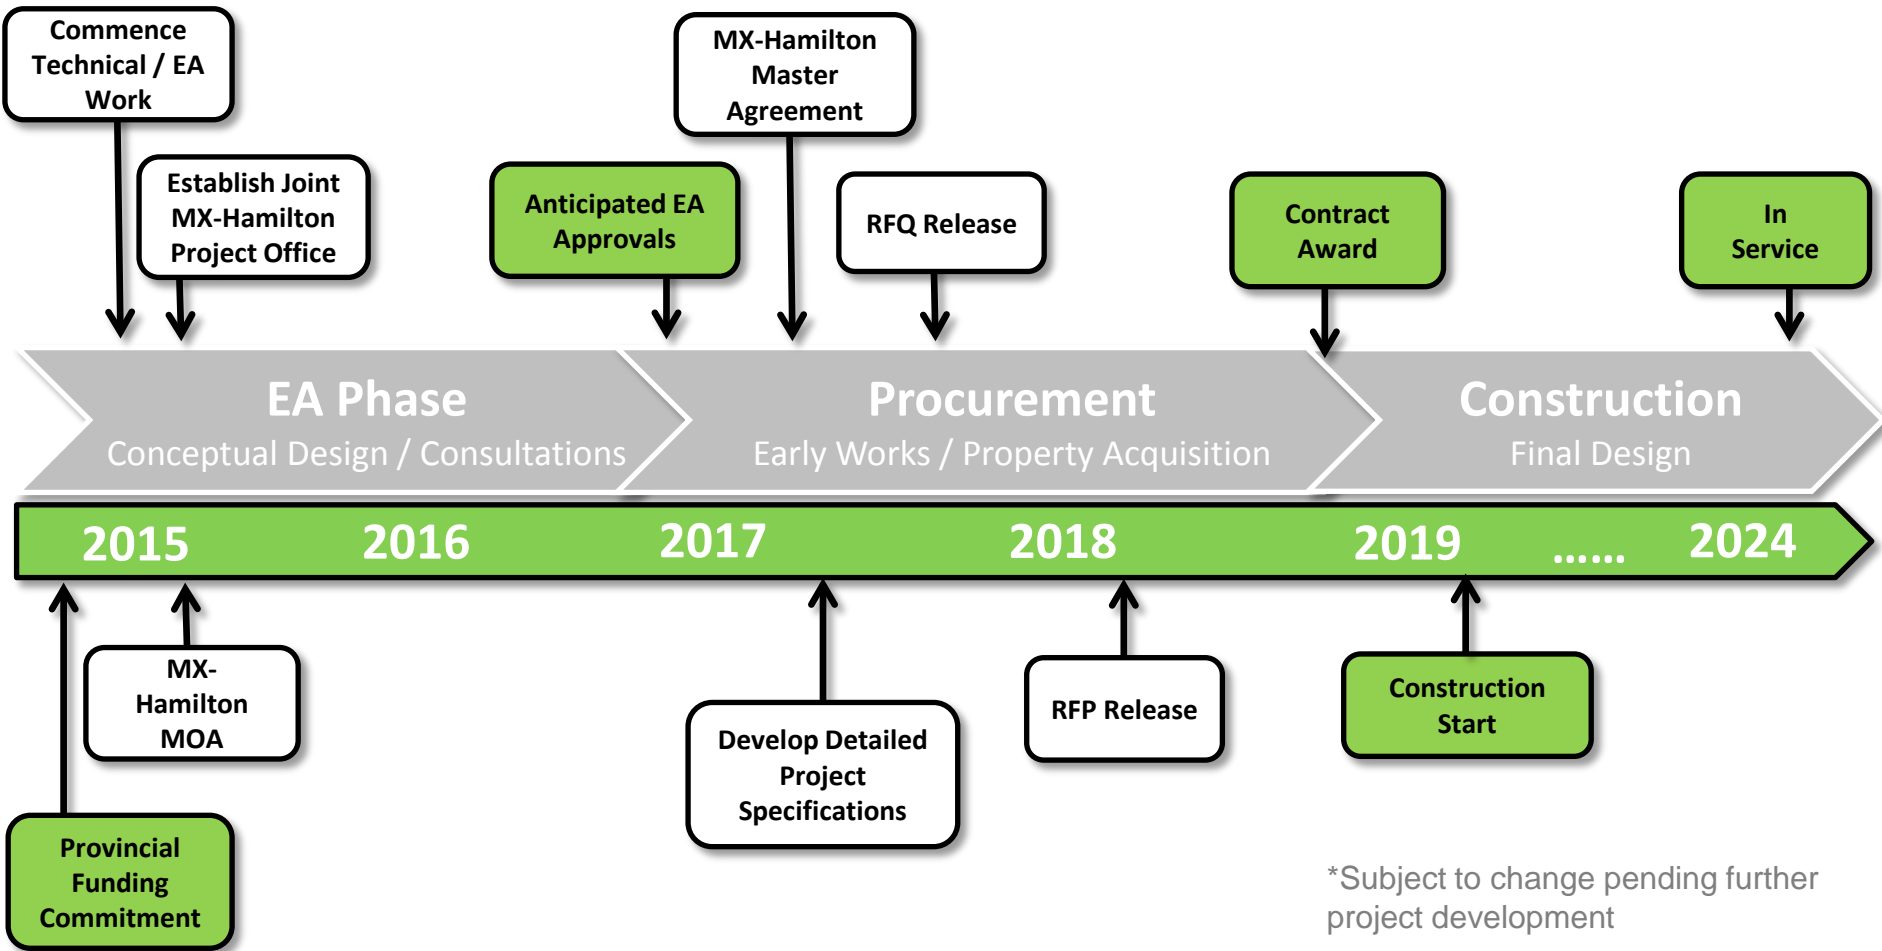 Commence
Technical / EA
Work
Establish Joint
MX-Hamilton
Project Office
Anticipated EA
Approvals
MX-Hamilton
Master
Agreement
RFQ Release
Contract
Award
In
Service
EA Phase
Conceptual Design / Consultations
Procurement
Early Works / Property Acquisition
Construction
Final Design
2015 2016 2017 2018 2019 ...... 2024
Provincial
Funding
Commitment
MX-
Hamilton
MOA
Develop Detailed
Project
Specifications
RFP Release
Construction
Start
*Subject to change pending further
project development